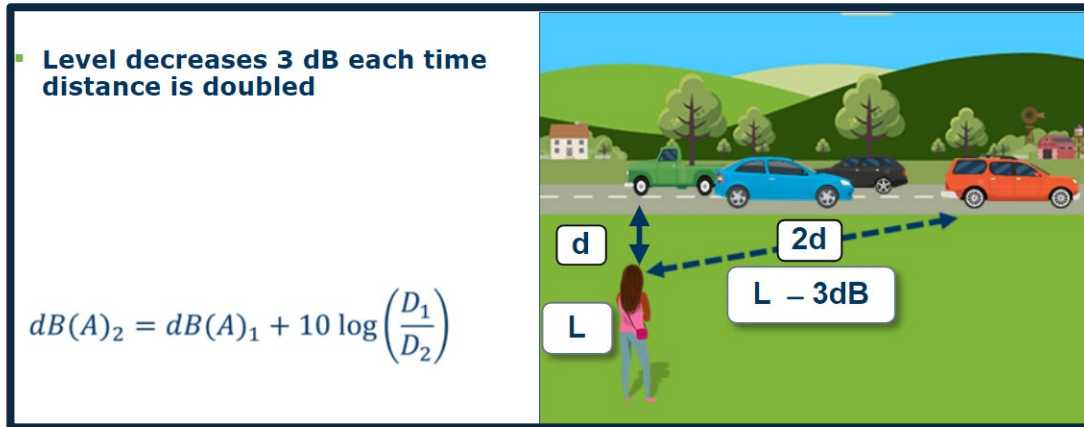 Level decreases 3 dB each time
distance is doubled
dB(A)₂ = dB(A)₁ + 10 log(D₁/D₂)
d
2d
L – 3dB
L